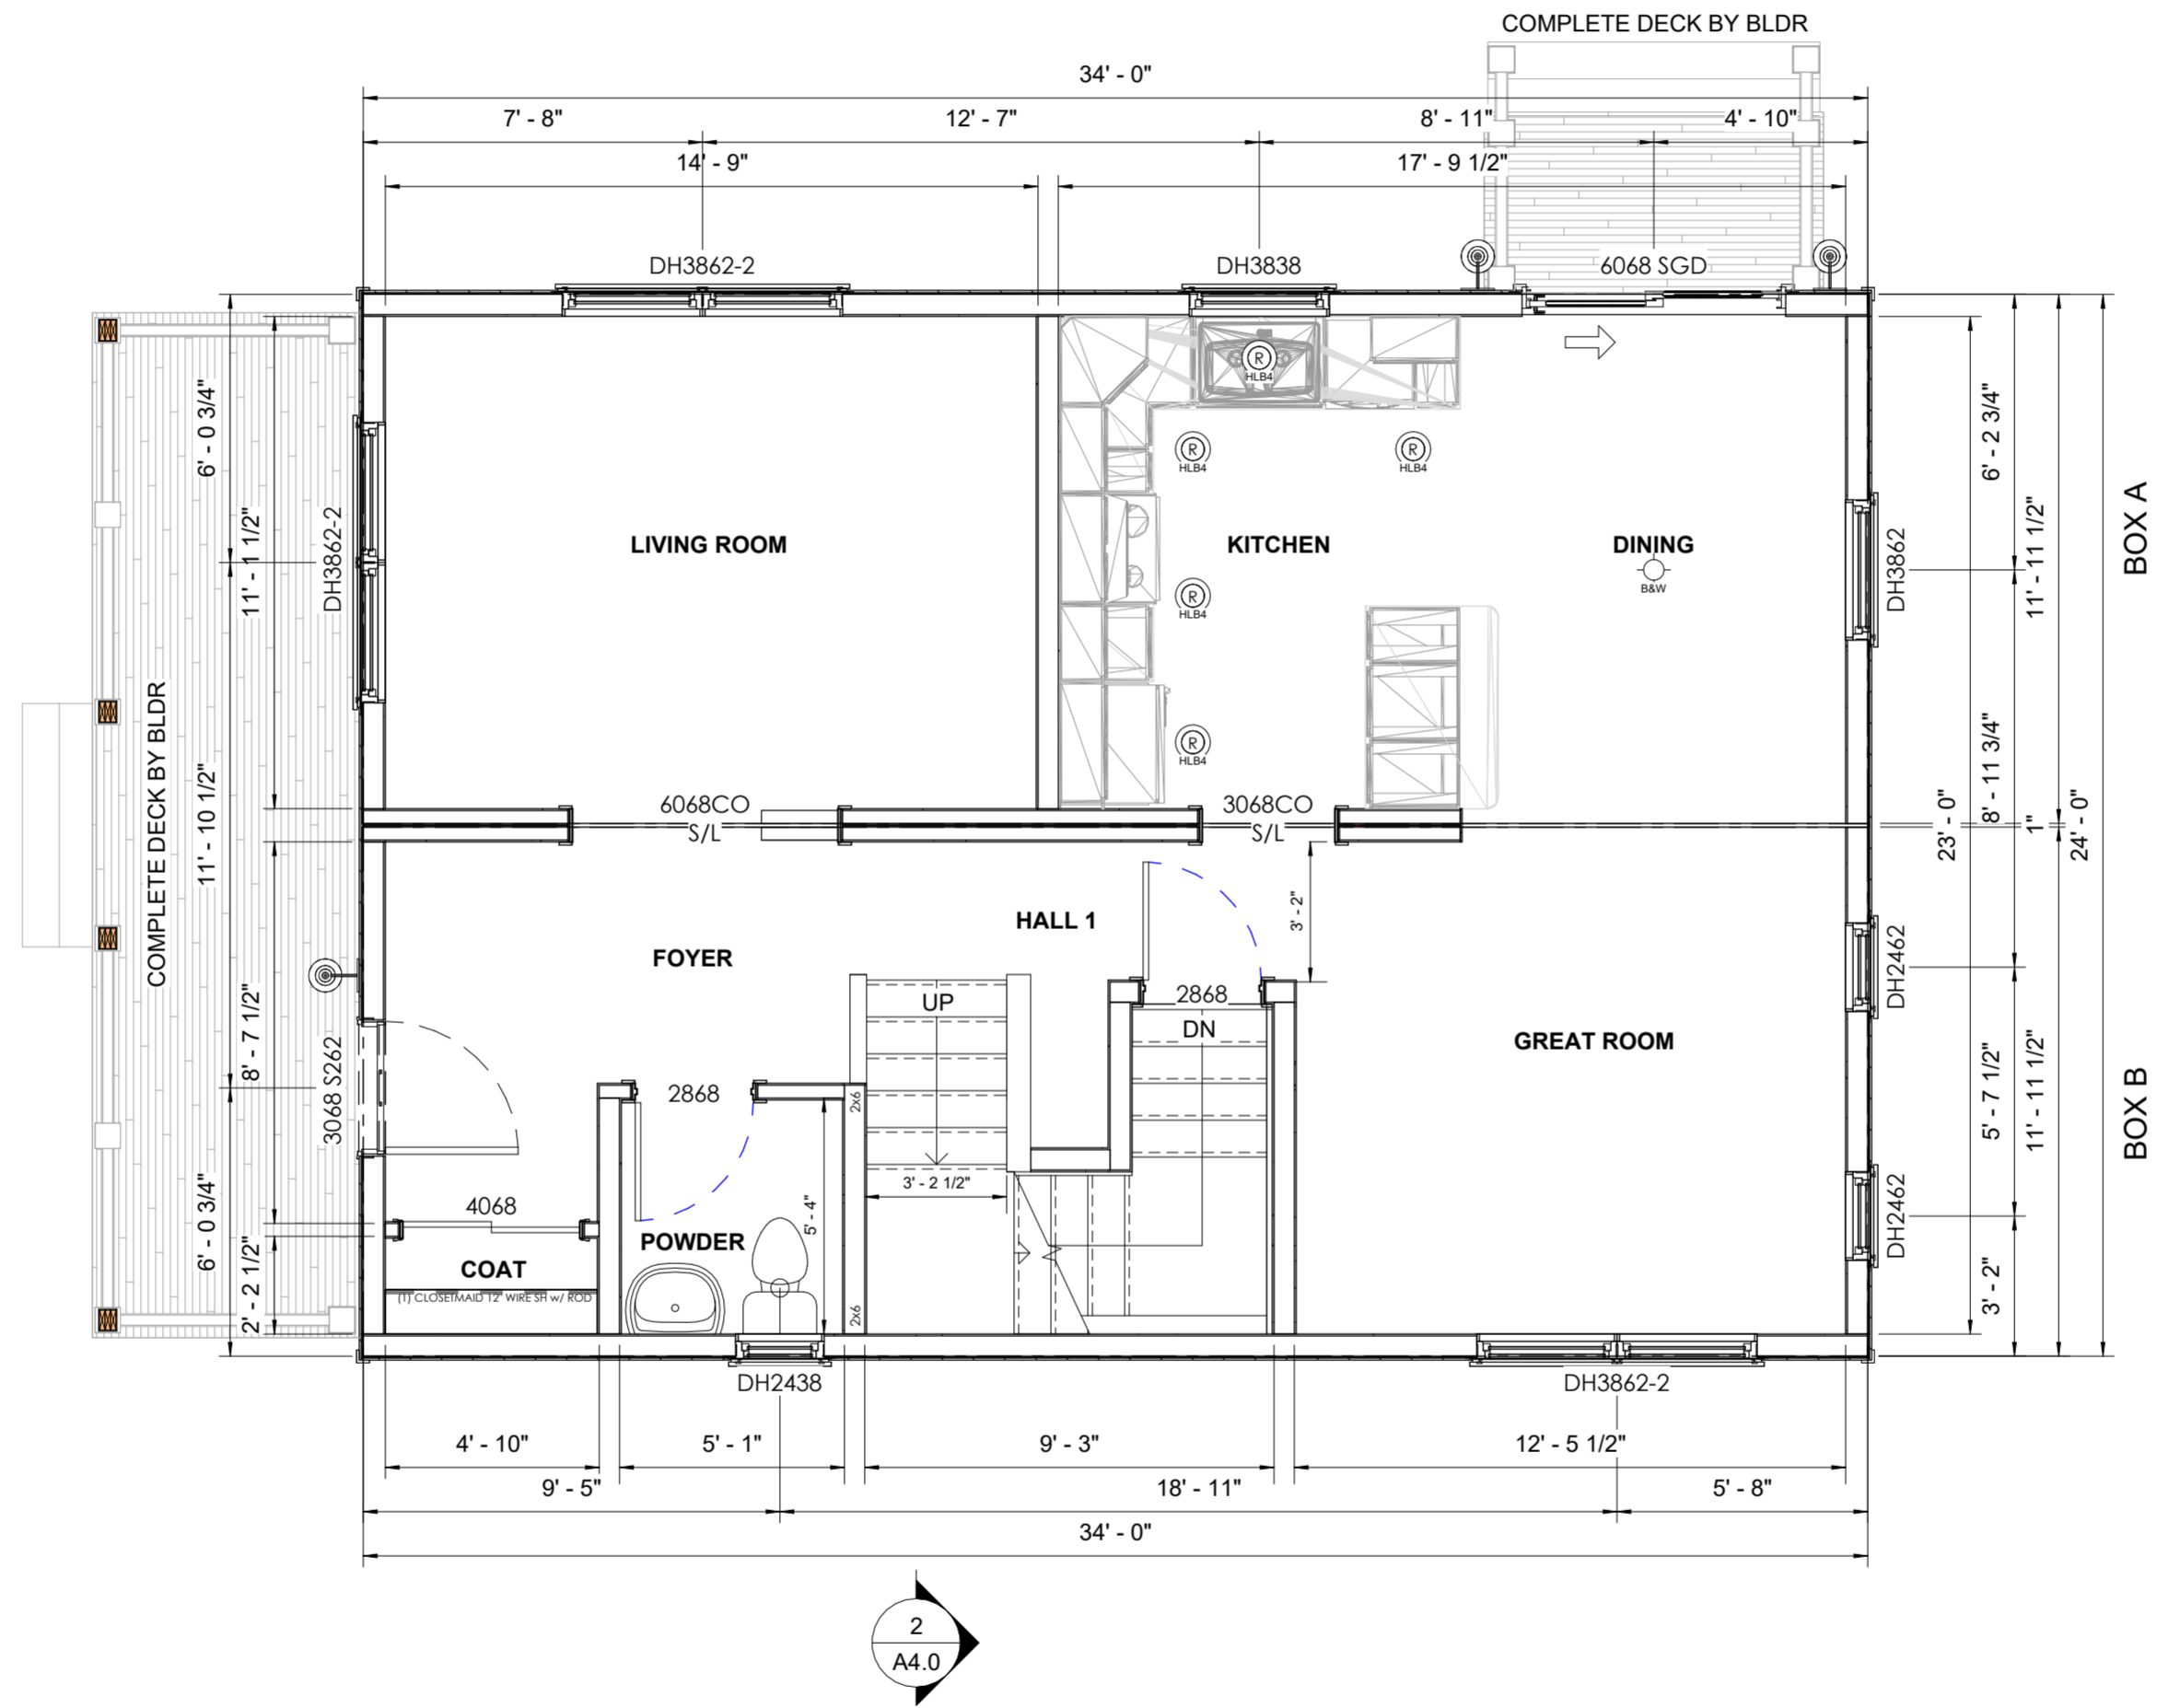 COMPLETE DECK BY BLDR
34' - 0"
7' - 8"
12' - 7"
8' - 11"
4' - 10"
14' - 9"
17' - 9 1/2"
DH3862-2
DH3838
6068 SGD
R
HLB4
R
HLB4
R
HLB4
R
HLB4
R
HLB4
LIVING ROOM
KITCHEN
DINING
B&W
6' - 0 3/4"
11' - 1 1/2"
DH3862-2
COMPLETE DECK BY BLDR
11' - 10 1/2"
8' - 7 1/2"
3068 S262
6' - 0 3/4"
2' - 2 1/2"
DH3862
6' - 2 3/4"
11' - 11 1/2"
BOX A
8' - 11 3/4"
23' - 0"
1"
24' - 0"
DH2462
5' - 7 1/2"
11' - 11 1/2"
BOX B
DH2462
3' - 2"
6068CO
S/L
3068CO
S/L
HALL 1
3' - 2"
FOYER
UP
2868
DN
GREAT ROOM
2868
2x6
3' - 2 1/2"
4068
5' - 4"
POWDER
COAT
(1) CLOSETMAID 12" WIRE SH w/ ROD
2x6
DH2438
DH3862-2
4' - 10"
5' - 1"
9' - 3"
12' - 5 1/2"
9' - 5"
18' - 11"
5' - 8"
34' - 0"
2
A4.0